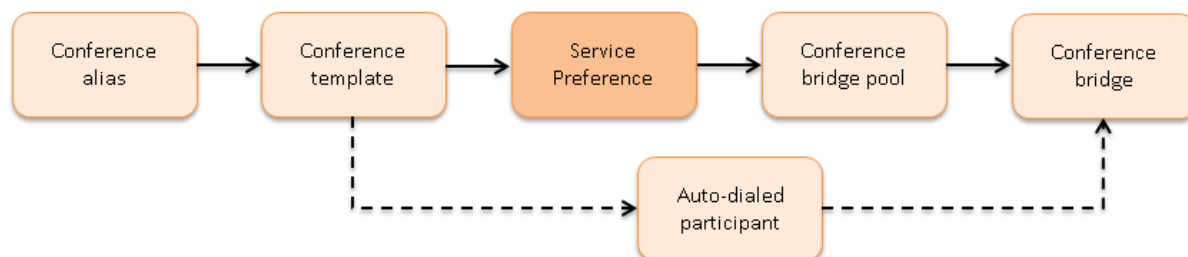 Conference
alias
Conference
template
Service
Preference
Conference
bridge pool
Conference
bridge
Auto-dialed
participant